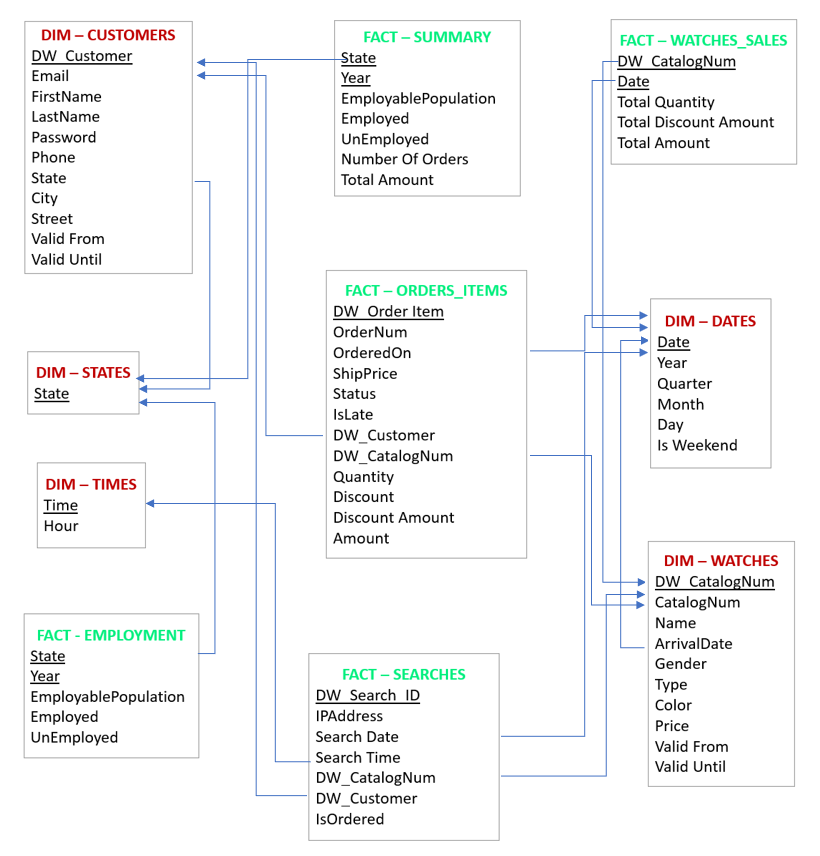 DIM – CUSTOMERS
DW_Customer
Email
FirstName
LastName
Password
Phone
State
City
Street
Valid From
Valid Until
FACT – SUMMARY
State
Year
EmployablePopulation
Employed
UnEmployed
Number Of Orders
Total Amount
FACT – WATCHES_SALES
DW_CatalogNum
Date
Total Quantity
Total Discount Amount
Total Amount
DIM – STATES
State
FACT – ORDERS_ITEMS
DW_Order Item
OrderNum
OrderedOn
ShipPrice
Status
IsLate
DW_Customer
DW_CatalogNum
Quantity
Discount
Discount Amount
Amount
DIM – DATES
Date
Year
Quarter
Month
Day
Is Weekend
DIM – TIMES
Time
Hour
DIM – WATCHES
DW_CatalogNum
CatalogNum
Name
ArrivalDate
Gender
Type
Color
Price
Valid From
Valid Until
FACT - EMPLOYMENT
State
Year
EmployablePopulation
Employed
UnEmployed
FACT – SEARCHES
DW_Search_ID
IPAddress
Search Date
Search Time
DW_CatalogNum
DW_Customer
IsOrdered